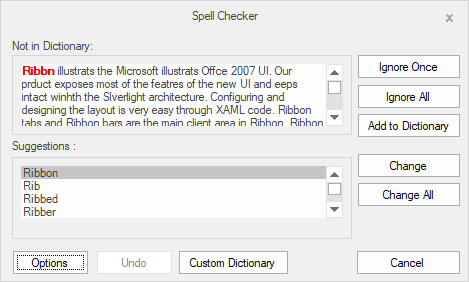 Spell Checker
x
Not in Dictionary:
Ribbn illustrats the Microsoft illustrats Offce 2007 UI. Our
prduct exposes most of the featres of the new UI and eeps
intact winhth the SIverlight architecture. Configuring and
designing the layout is very easy through XAML code. Ribbon
tabs and Ribbon bars are the main client area in Ribbon. Ribbon
Ignore Once
Ignore All
Add to Dictionary
Suggestions :
Ribbon
Rib
Ribbed
Ribber
Change
Change All
Options
Undo
Custom Dictionary
Cancel